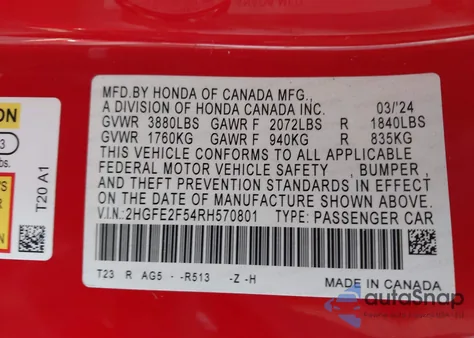 MFD.BY HONDA OF CANADA MFG.,
A DIVISION OF HONDA CANADA INC. 03/'24
GVWR 3880LBS GAWR F 2072LBS R 1840LBS
GVWR 1760KG GAWR F 940KG R 835KG
THIS VEHICLE CONFORMS TO ALL APPLICABLE
FEDERAL MOTOR VEHICLE SAFETY , BUMPER ,
AND THEFT PREVENTION STANDARDS IN EFFECT
ON THE DATE OF MANUFACTURE SHOWN ABOVE.
V.I.N.:2HGFE2F54RH570801 TYPE: PASSENGER CAR
T23 R AG5 - -R513 -Z -H
MADE IN CANADA
ON
3
bs.
'S
T20 A1
autoSnap